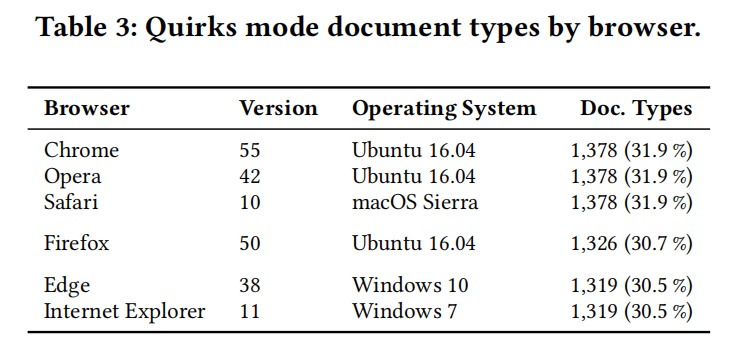 Table 3: Quirks mode document types by browser.
Browser Version Operating System Doc. Types
Chrome 55 Ubuntu 16.04 1,378 (31.9 %)
Opera 42 Ubuntu 16.04 1,378 (31.9 %)
Safari 10 macOS Sierra 1,378 (31.9 %)
Firefox 50 Ubuntu 16.04 1,326 (30.7 %)
Edge 38 Windows 10 1,319 (30.5 %)
Internet Explorer 11 Windows 7 1,319 (30.5 %)